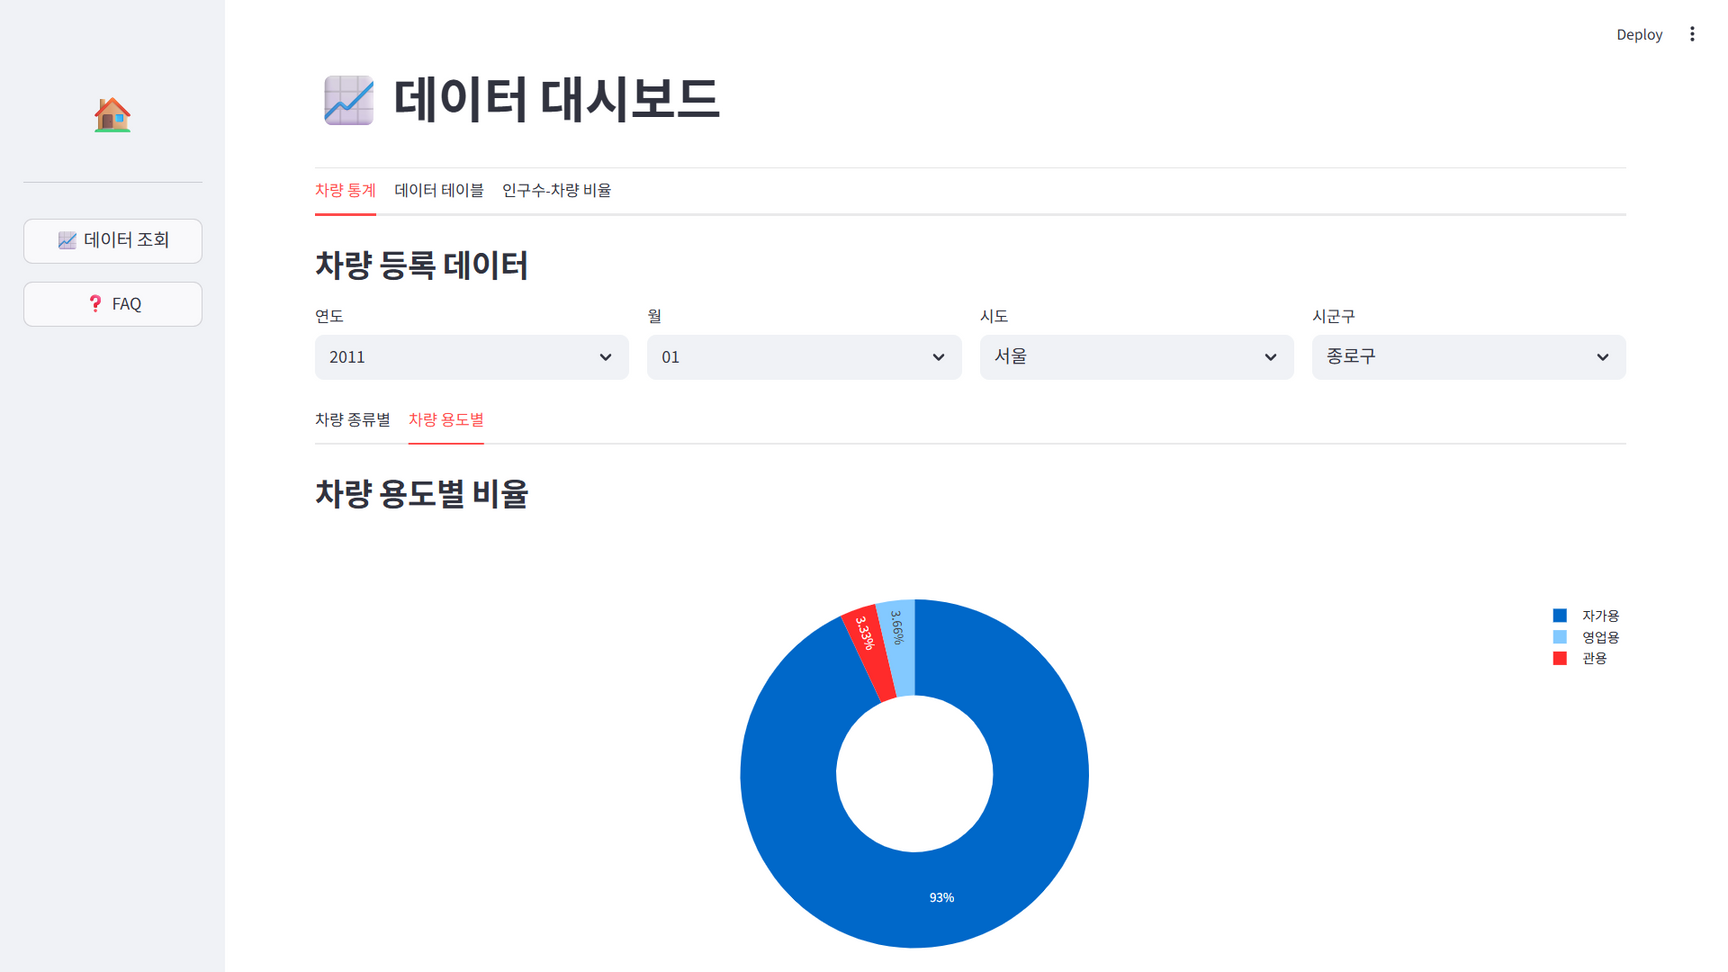 Deploy
데이터 대시보드
데이터 조회
FAQ
차량 통계 데이터 테이블 인구수-차량 비율
차량 등록 데이터
연도 월 시도 시군구
2011 01 서울 종로구
차량 종류별 차량 용도별
차량 용도별 비율
3.33% 3.66%
93%
자가용
영업용
관용